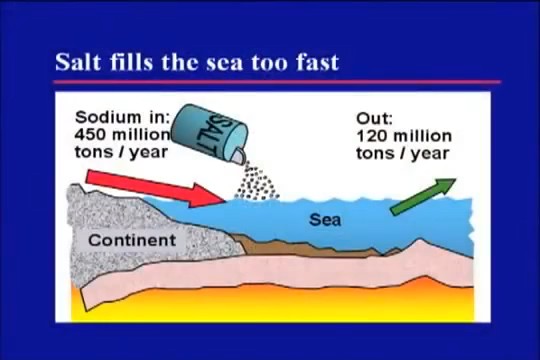 Salt fills the sea too fast
Sodium in:
450 million
tons / year
SALT
Out:
120 million
tons / year
Sea
Continent